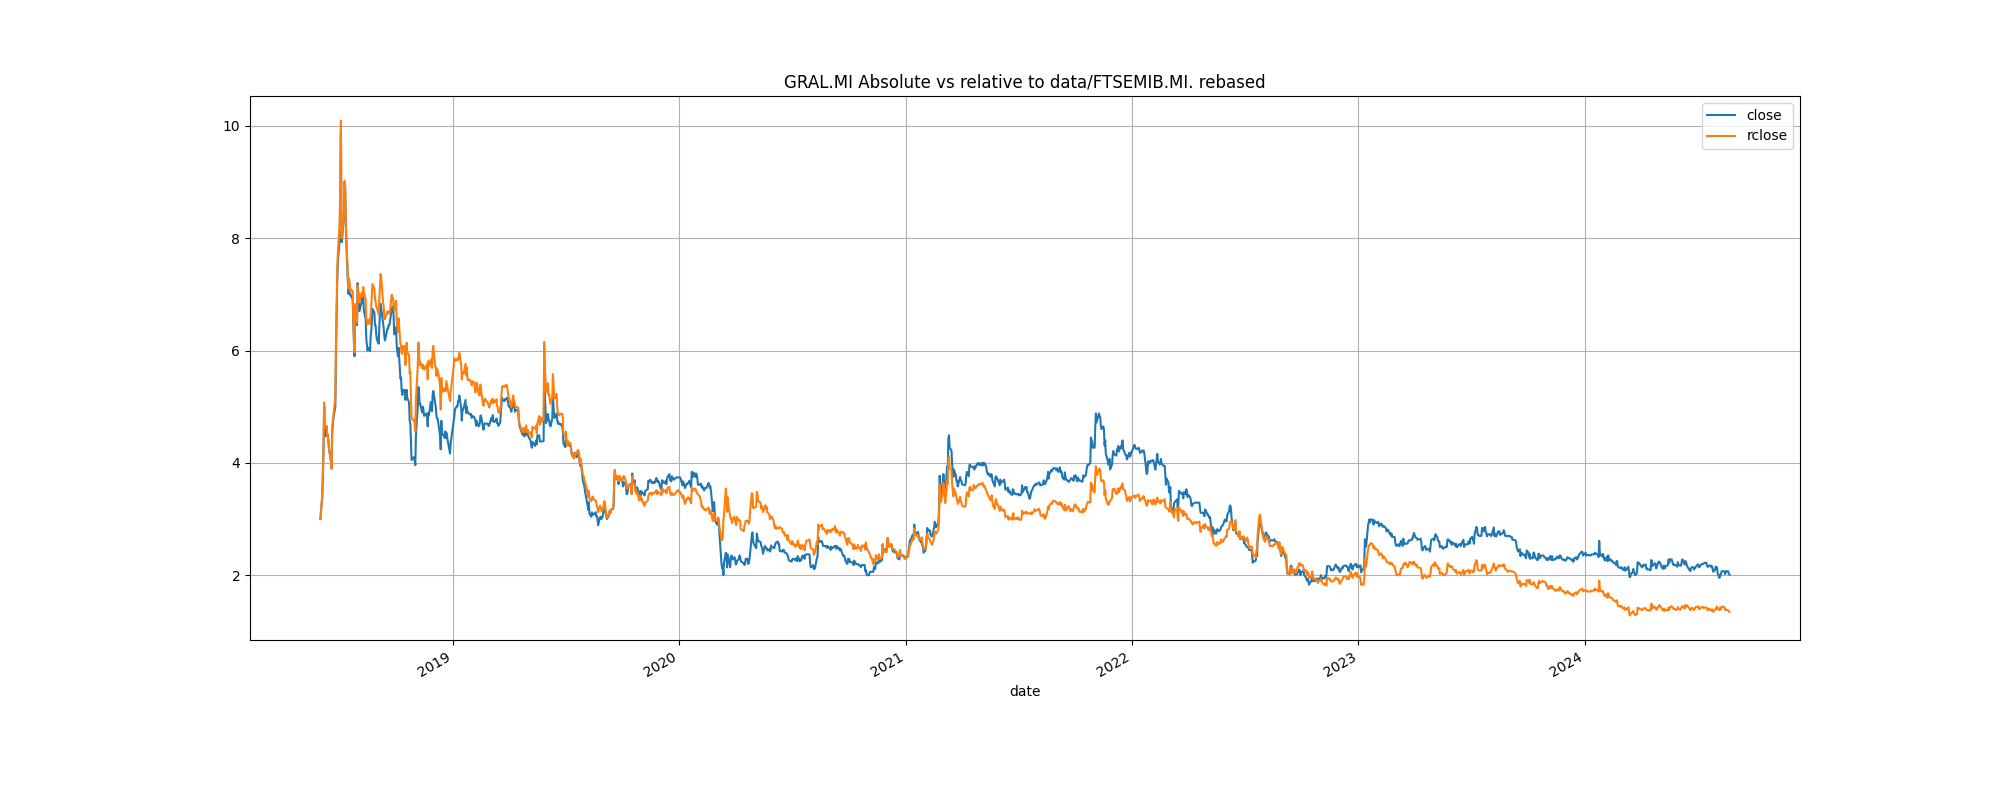 GRAL.MI Absolute vs relative to data/FTSEMIB.MI. rebased
close
rclose
10
8
6
4
2
2019
2020
2021
2022
2023
2024
date